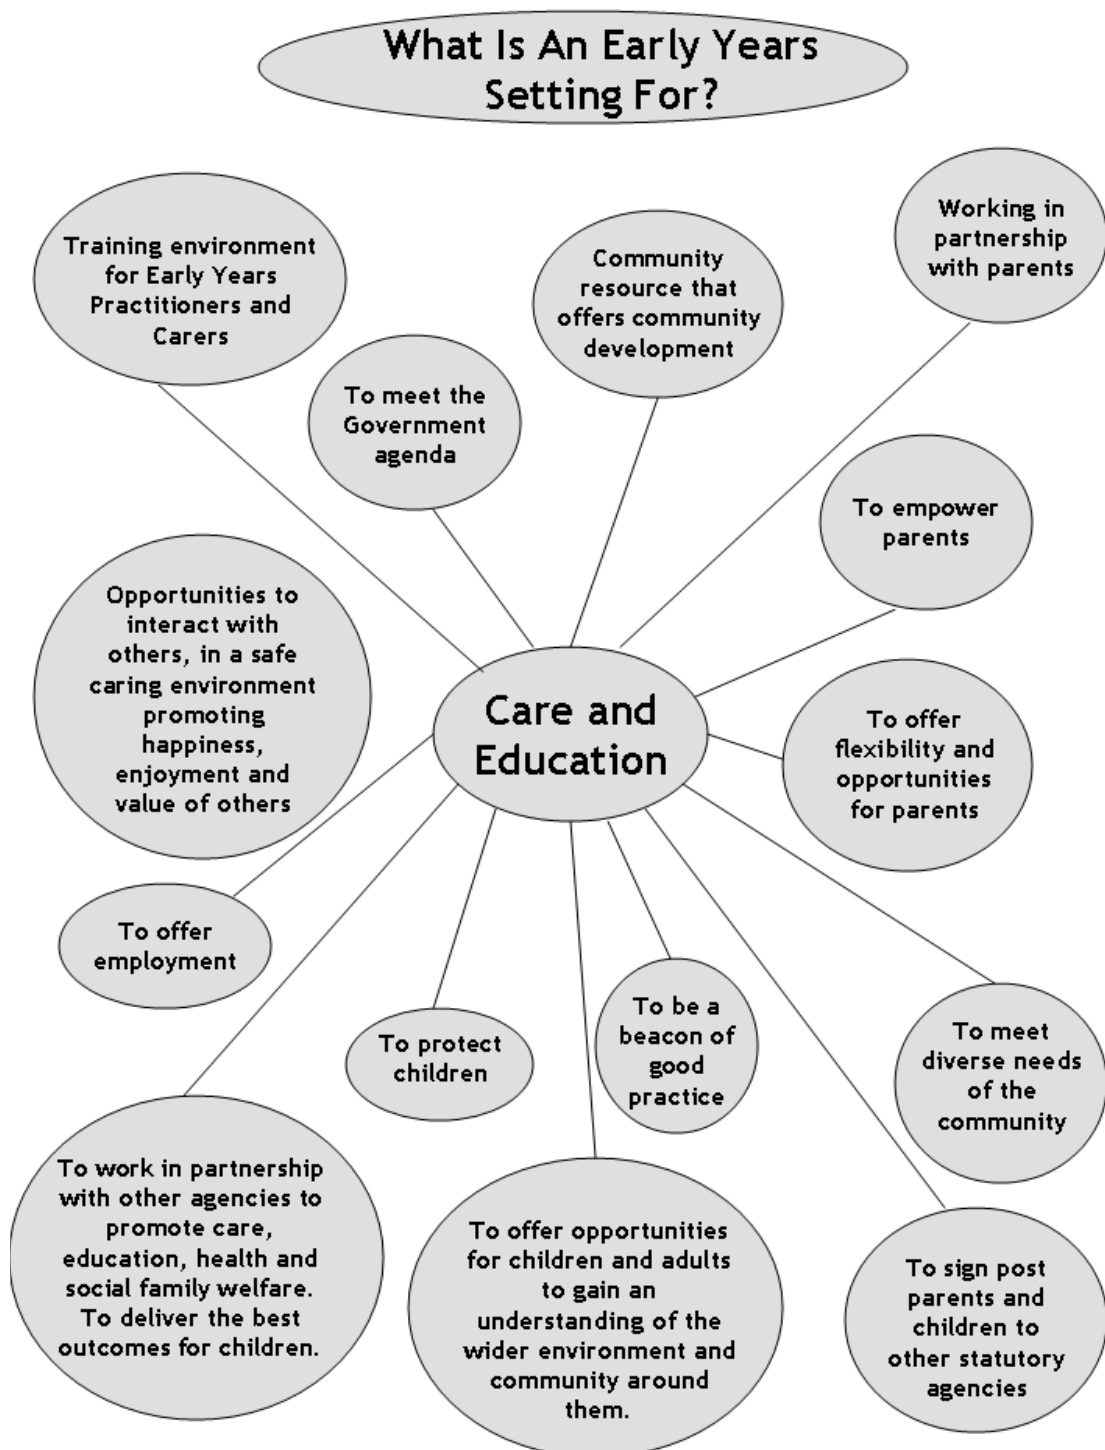 What Is An Early Years
Setting For?
Training environment
for Early Years
Practitioners and
Carers
To meet the
Government
agenda
Community
resource that
offers community
development
Working in
partnership
with parents
To empower
parents
Opportunities to
interact with
others, in a safe
caring environment
promoting
happiness,
enjoyment and
value of others
Care and
Education
To offer
flexibility and
opportunities
for parents
To offer
employment
To protect
children
To be a
beacon of
good
practice
To meet
diverse needs
of the
community
To work in partnership
with other agencies to
promote care,
education, health and
social family welfare.
To deliver the best
outcomes for children.
To offer opportunities
for children and adults
to gain an
understanding of the
wider environment and
community around
them.
To sign post
parents and
children to
other statutory
agencies